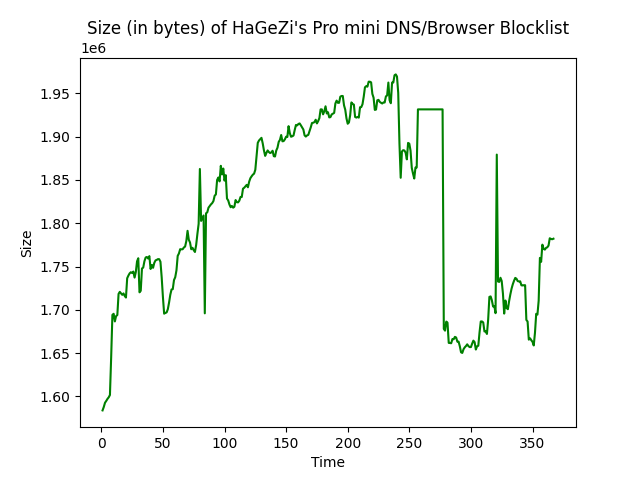 Size (in bytes) of HaGeZi's Pro mini DNS/Browser Blocklist
1e6
1.95
1.90
1.85
1.80
1.75
1.70
1.65
1.60
Size
0 50 100 150 200 250 300 350
Time